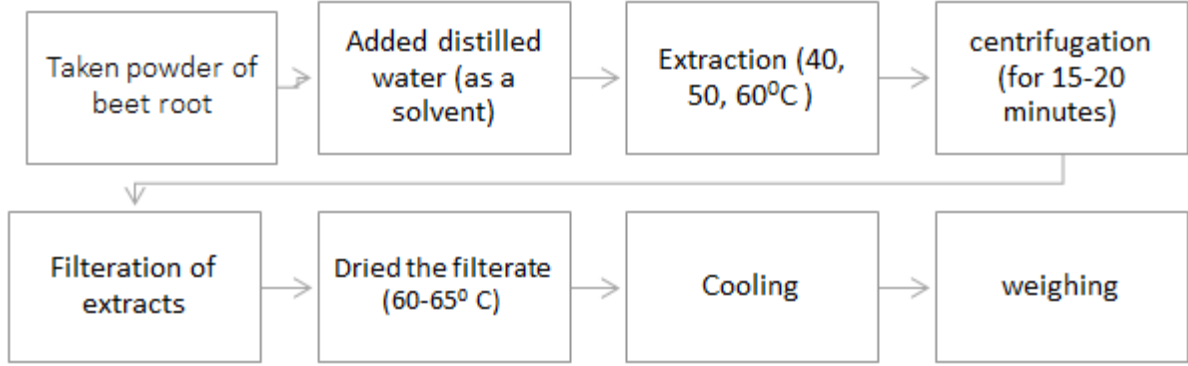 Taken powder of
beet root
Added distilled
water (as a
solvent)
Extraction (40,
50, 60⁰C )
centrifugation
(for 15-20
minutes)
Filteration of
extracts
Dried the filterate
(60-65⁰ C)
Cooling
weighing